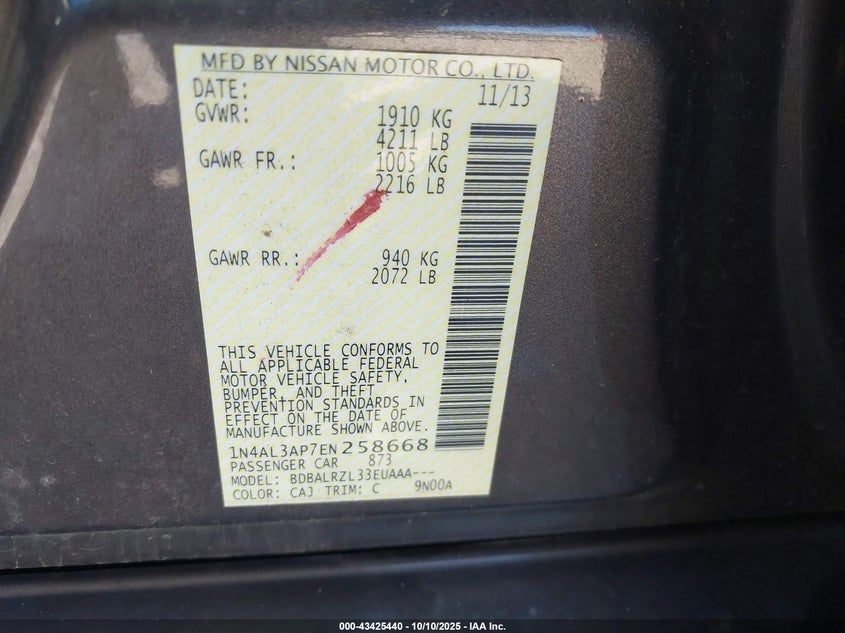 MFD BY NISSAN MOTOR CO., LTD.
DATE: 11/13
GVWR: 1910 KG
4211 LB
GAWR FR.: 1005 KG
2216 LB
GAWR RR.: 940 KG
2072 LB
THIS VEHICLE CONFORMS TO
ALL APPLICABLE FEDERAL
MOTOR VEHICLE SAFETY,
BUMPER, AND THEFT
PREVENTION STANDARDS IN
EFFECT ON THE DATE OF
MANUFACTURE SHOWN ABOVE.
1N4AL3AP7EN258668
PASSENGER CAR 873
MODEL: BDBALRZL33EUAAA---
COLOR: CAJ TRIM: C 9N00A
000-43425440 - 10/10/2025 - IAA Inc.